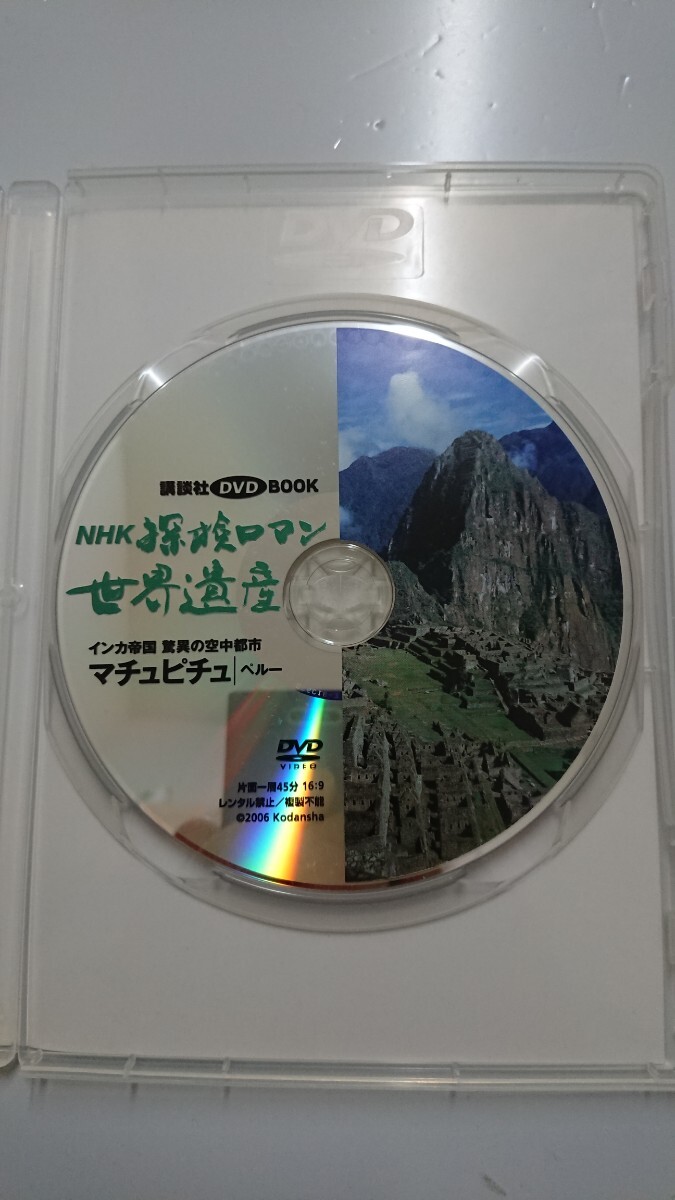 DVD
講談社 DVD BOOK
NHK 探検ロマン
世界遺産
インカ帝国 驚異の空中都市
マチュピチュ|ペルー
DVD
VIDEO
片面一層45分 16:9
レンタル禁止/複製不能
©2006 Kodansha